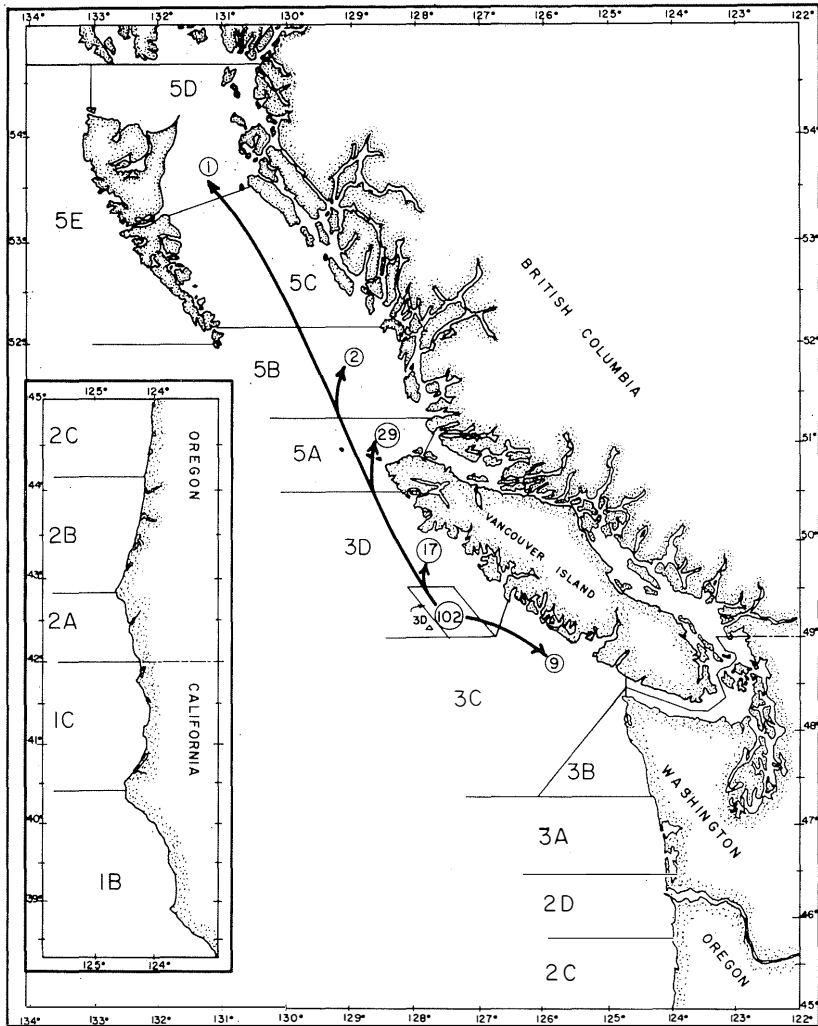 134° 133° 132° 131° 130° 129° 128° 127° 126° 125° 124° 123° 122°
5D
54° 54°
1
5E
53° 53°
5C
BRITISH COLUMBIA
52° 52°
5B
2
51°
29
5A
VANCOUVER ISLAND
50°
3D
17
49°
3D
102
9
3C
48°
3B
WASHINGTON
47°
3A
2D
46°
OREGON
2C
45°
134° 133° 132° 131° 130° 129° 128° 127° 126° 125° 124° 123° 122°
125° 124°
45°
2C
OREGON
44°
2B
43°
2A
42°
CALIFORNIA
1C
41°
40°
1B
39°
125° 124°